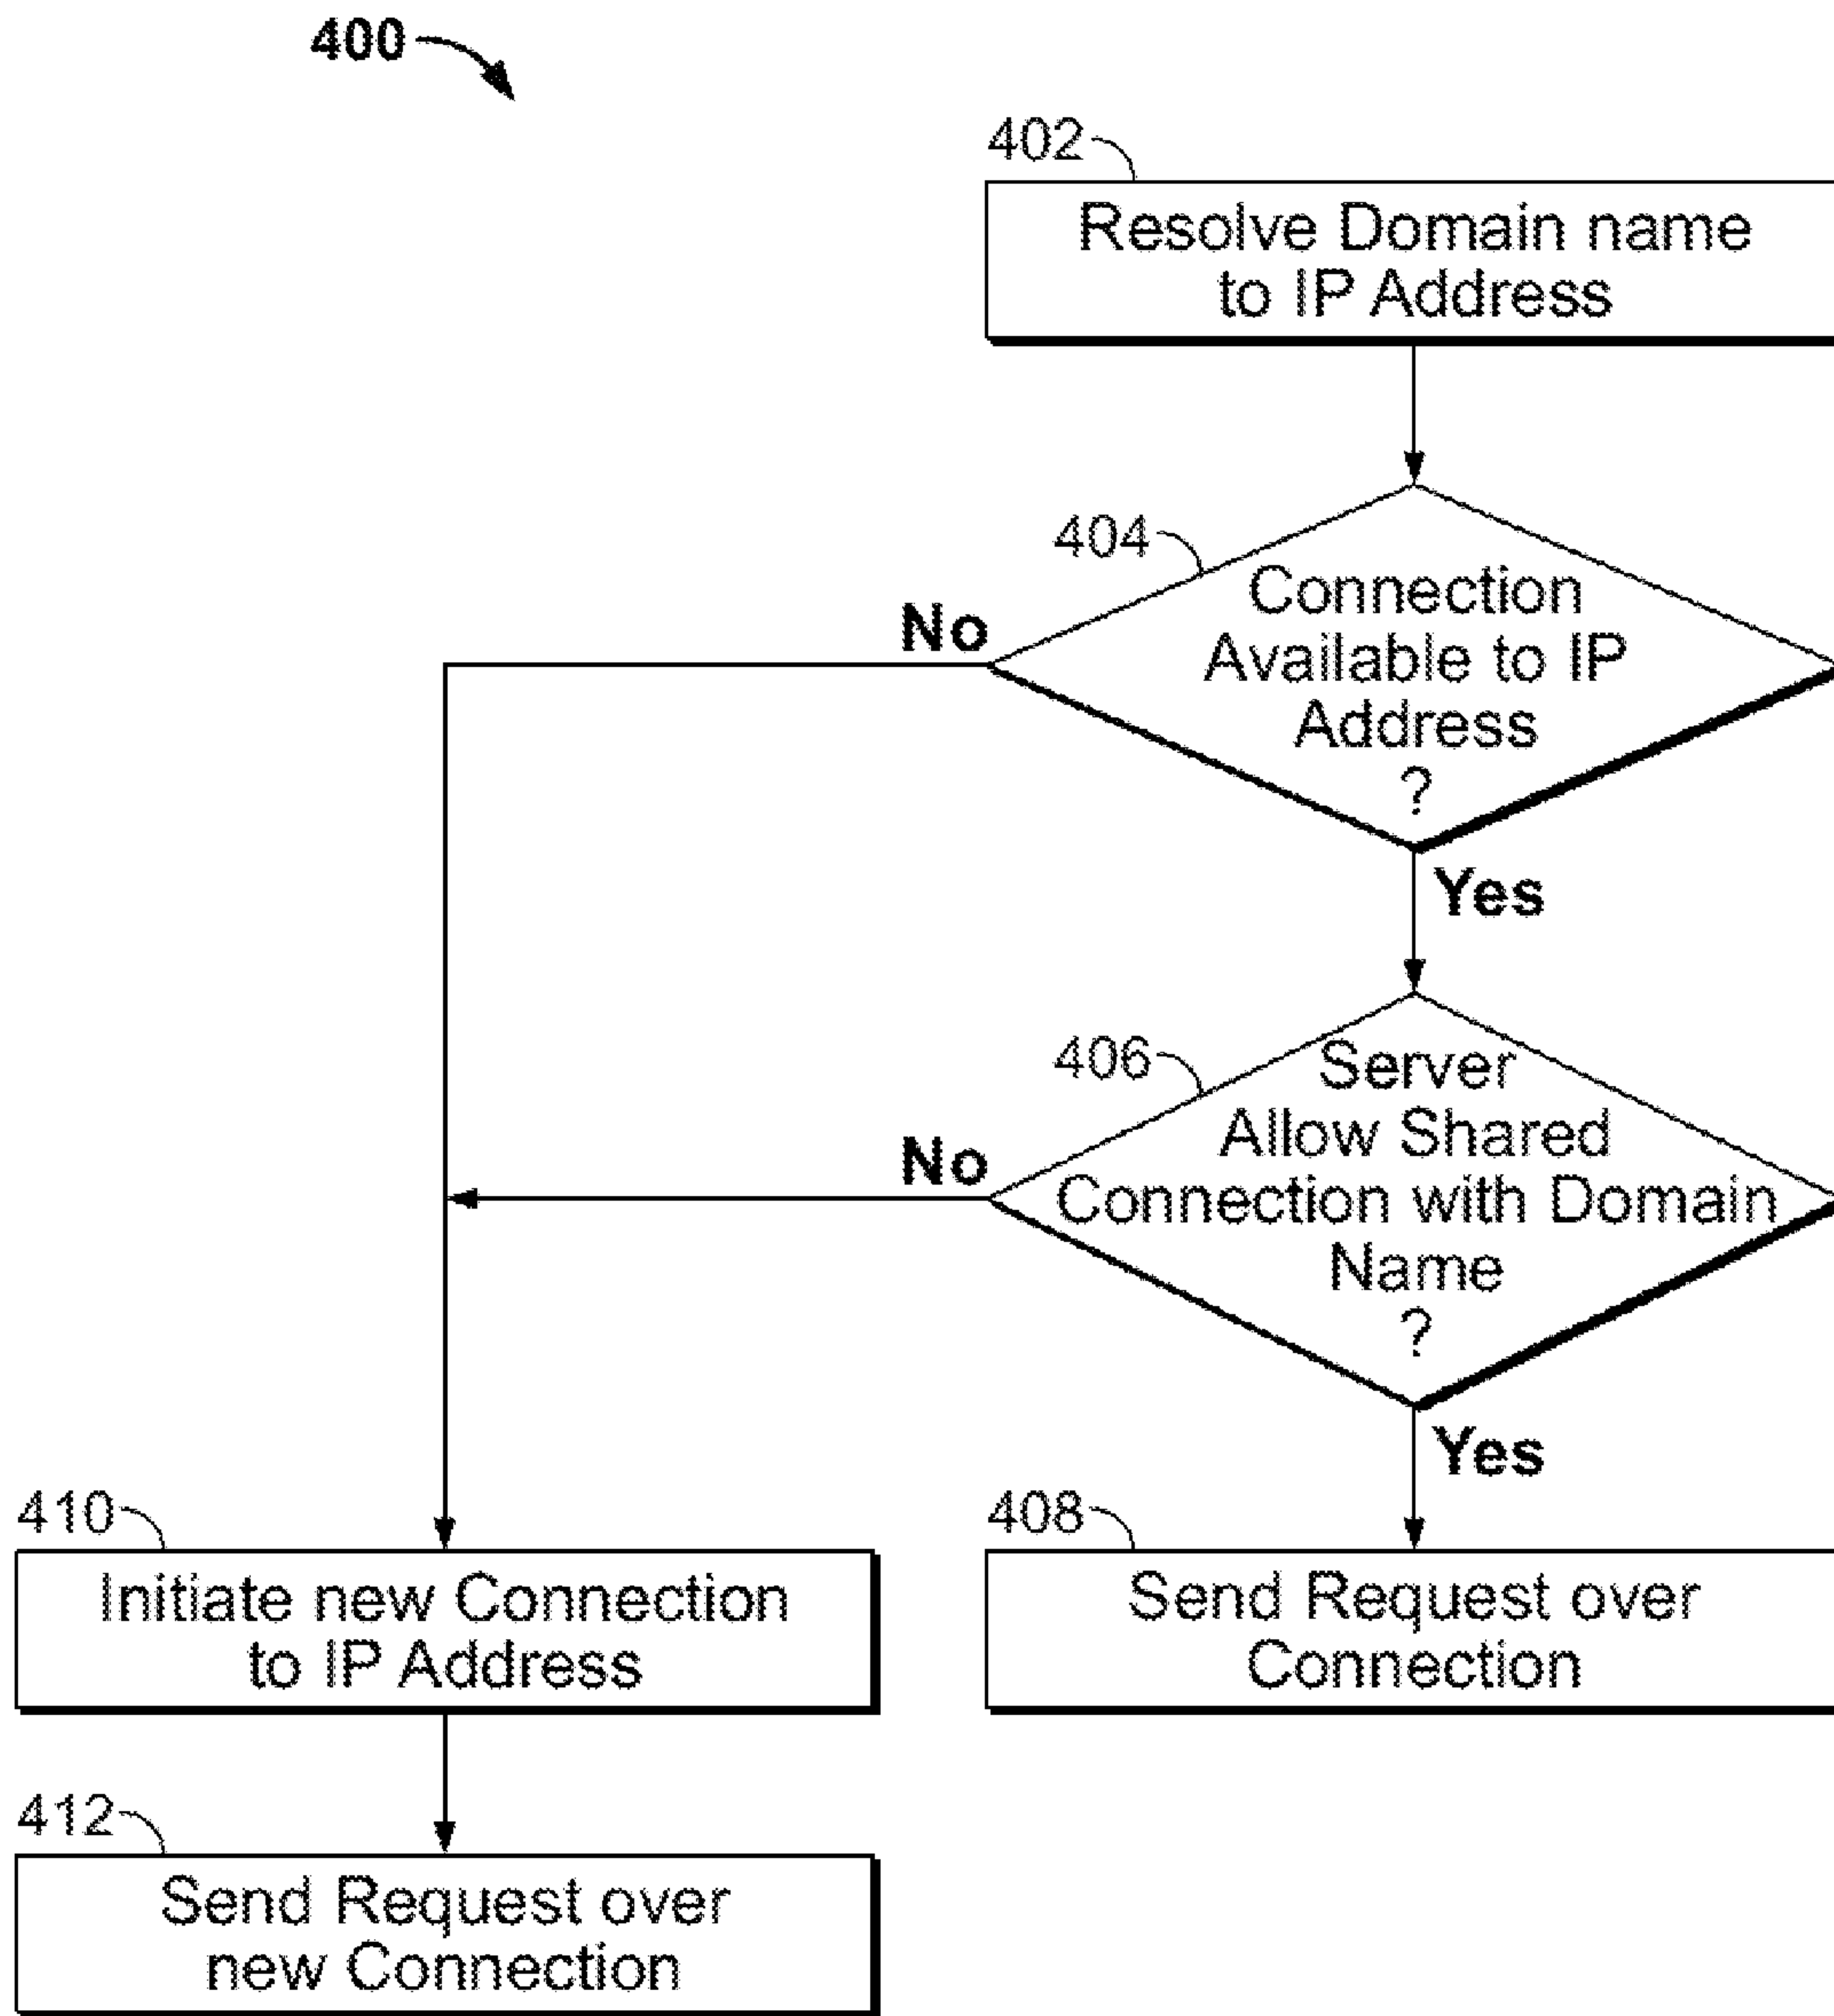 400
402
Resolve Domain name
to IP Address
404
Connection
Available to IP
Address
?
No
Yes
406
Server
Allow Shared
Connection with Domain
Name
?
No
Yes
410
Initiate new Connection
to IP Address
408
Send Request over
Connection
412
Send Request over
new Connection